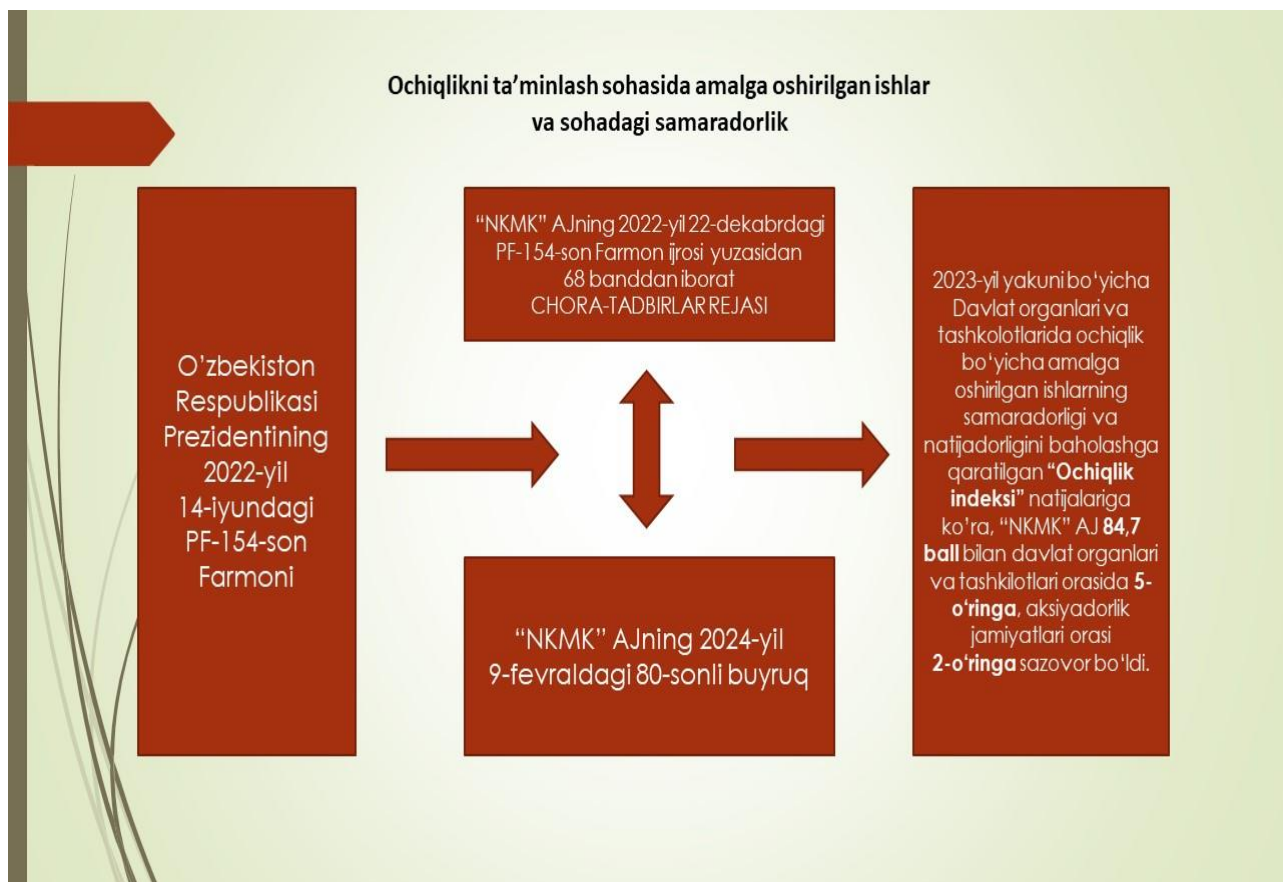 Ochiqlikni ta’minlash sohasida amalga oshirilgan ishlar
va sohadagi samaradorlik
O’zbekiston
Respublikasi
Prezidentining
2022-yil
14-iyundagi
PF-154-son
Farmoni
“NKMK” AJning 2022-yil 22-dekabrdagi
PF-154-son Farmon ijrosi yuzasidan
68 banddan iborat
CHORA-TADBIRLAR REJASI
“NKMK” AJning 2024-yil
9-fevraldagi 80-sonli buyruq
2023-yil yakuni bo‘yicha
Davlat organlari va
tashkolotlarida ochiqlik
bo‘yicha amalga
oshirilgan ishlarning
samaradorligi va
natijadorligini baholashga
qaratilgan “Ochiqlik
indeksi” natijalariga
ko’ra, “NKMK” AJ 84,7
ball bilan davlat organlari
va tashkilotlari orasida 5-
o‘ringa, aksiyadorlik
jamiyatlari orasi
2-o‘ringa sazovor bo‘ldi.